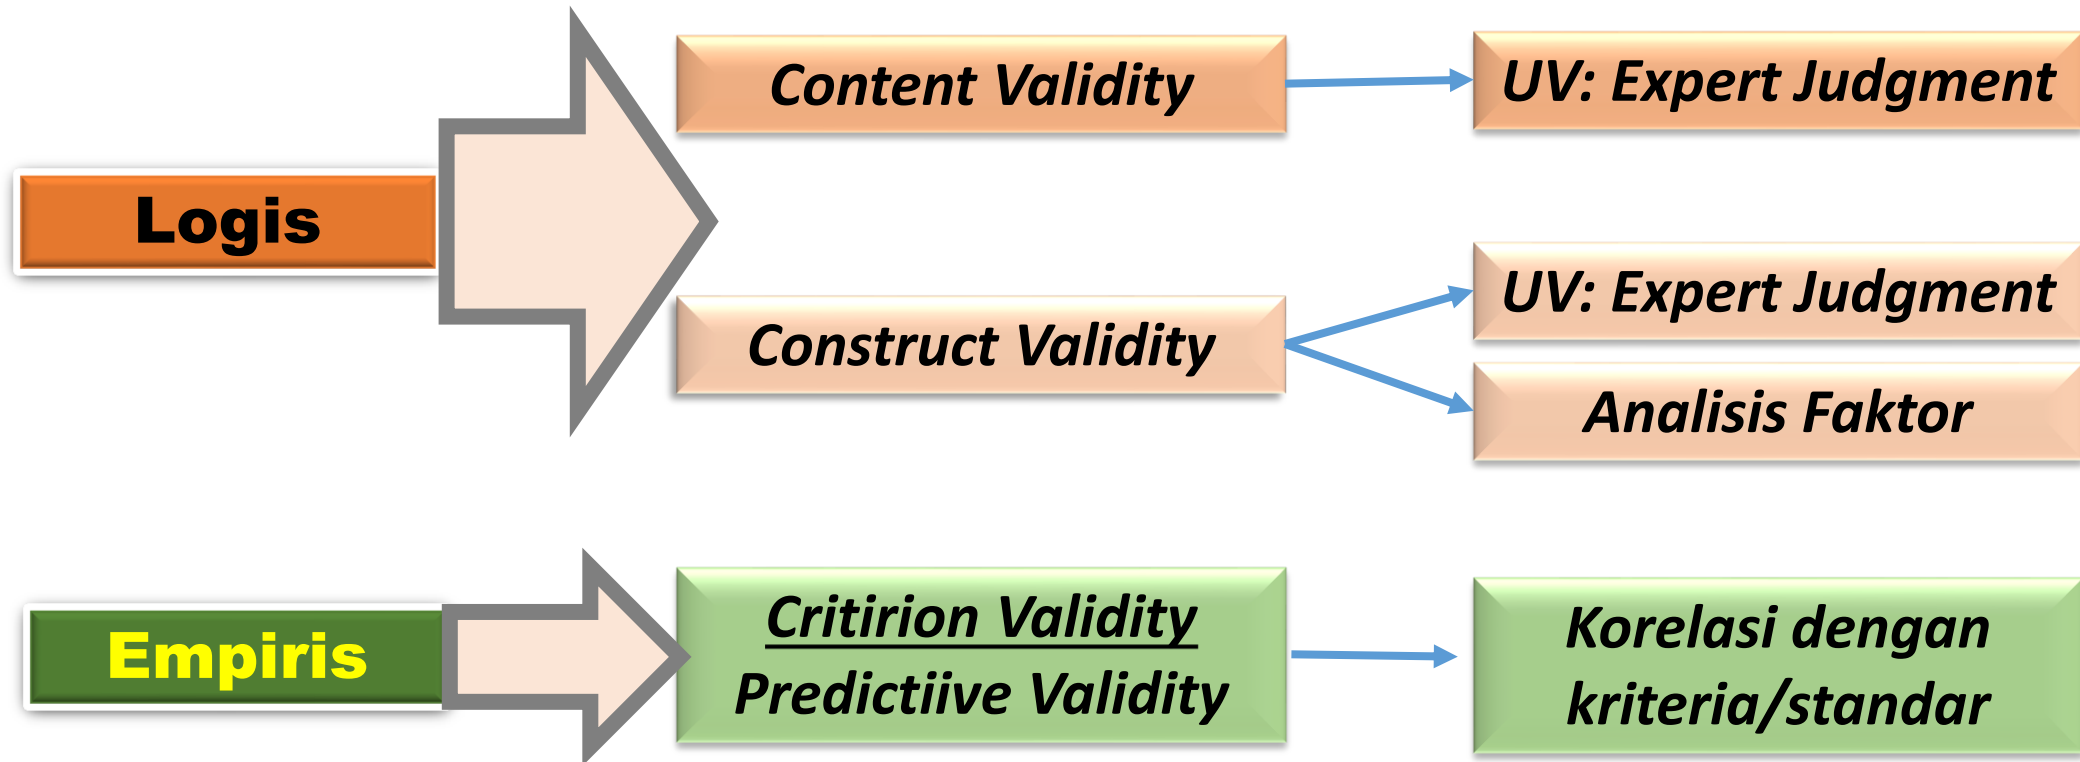 Logis
Content Validity
UV: Expert Judgment
Construct Validity
UV: Expert Judgment
Analisis Faktor
Empiris
Critirion Validity
Predictiive Validity
Korelasi dengan
kriteria/standar